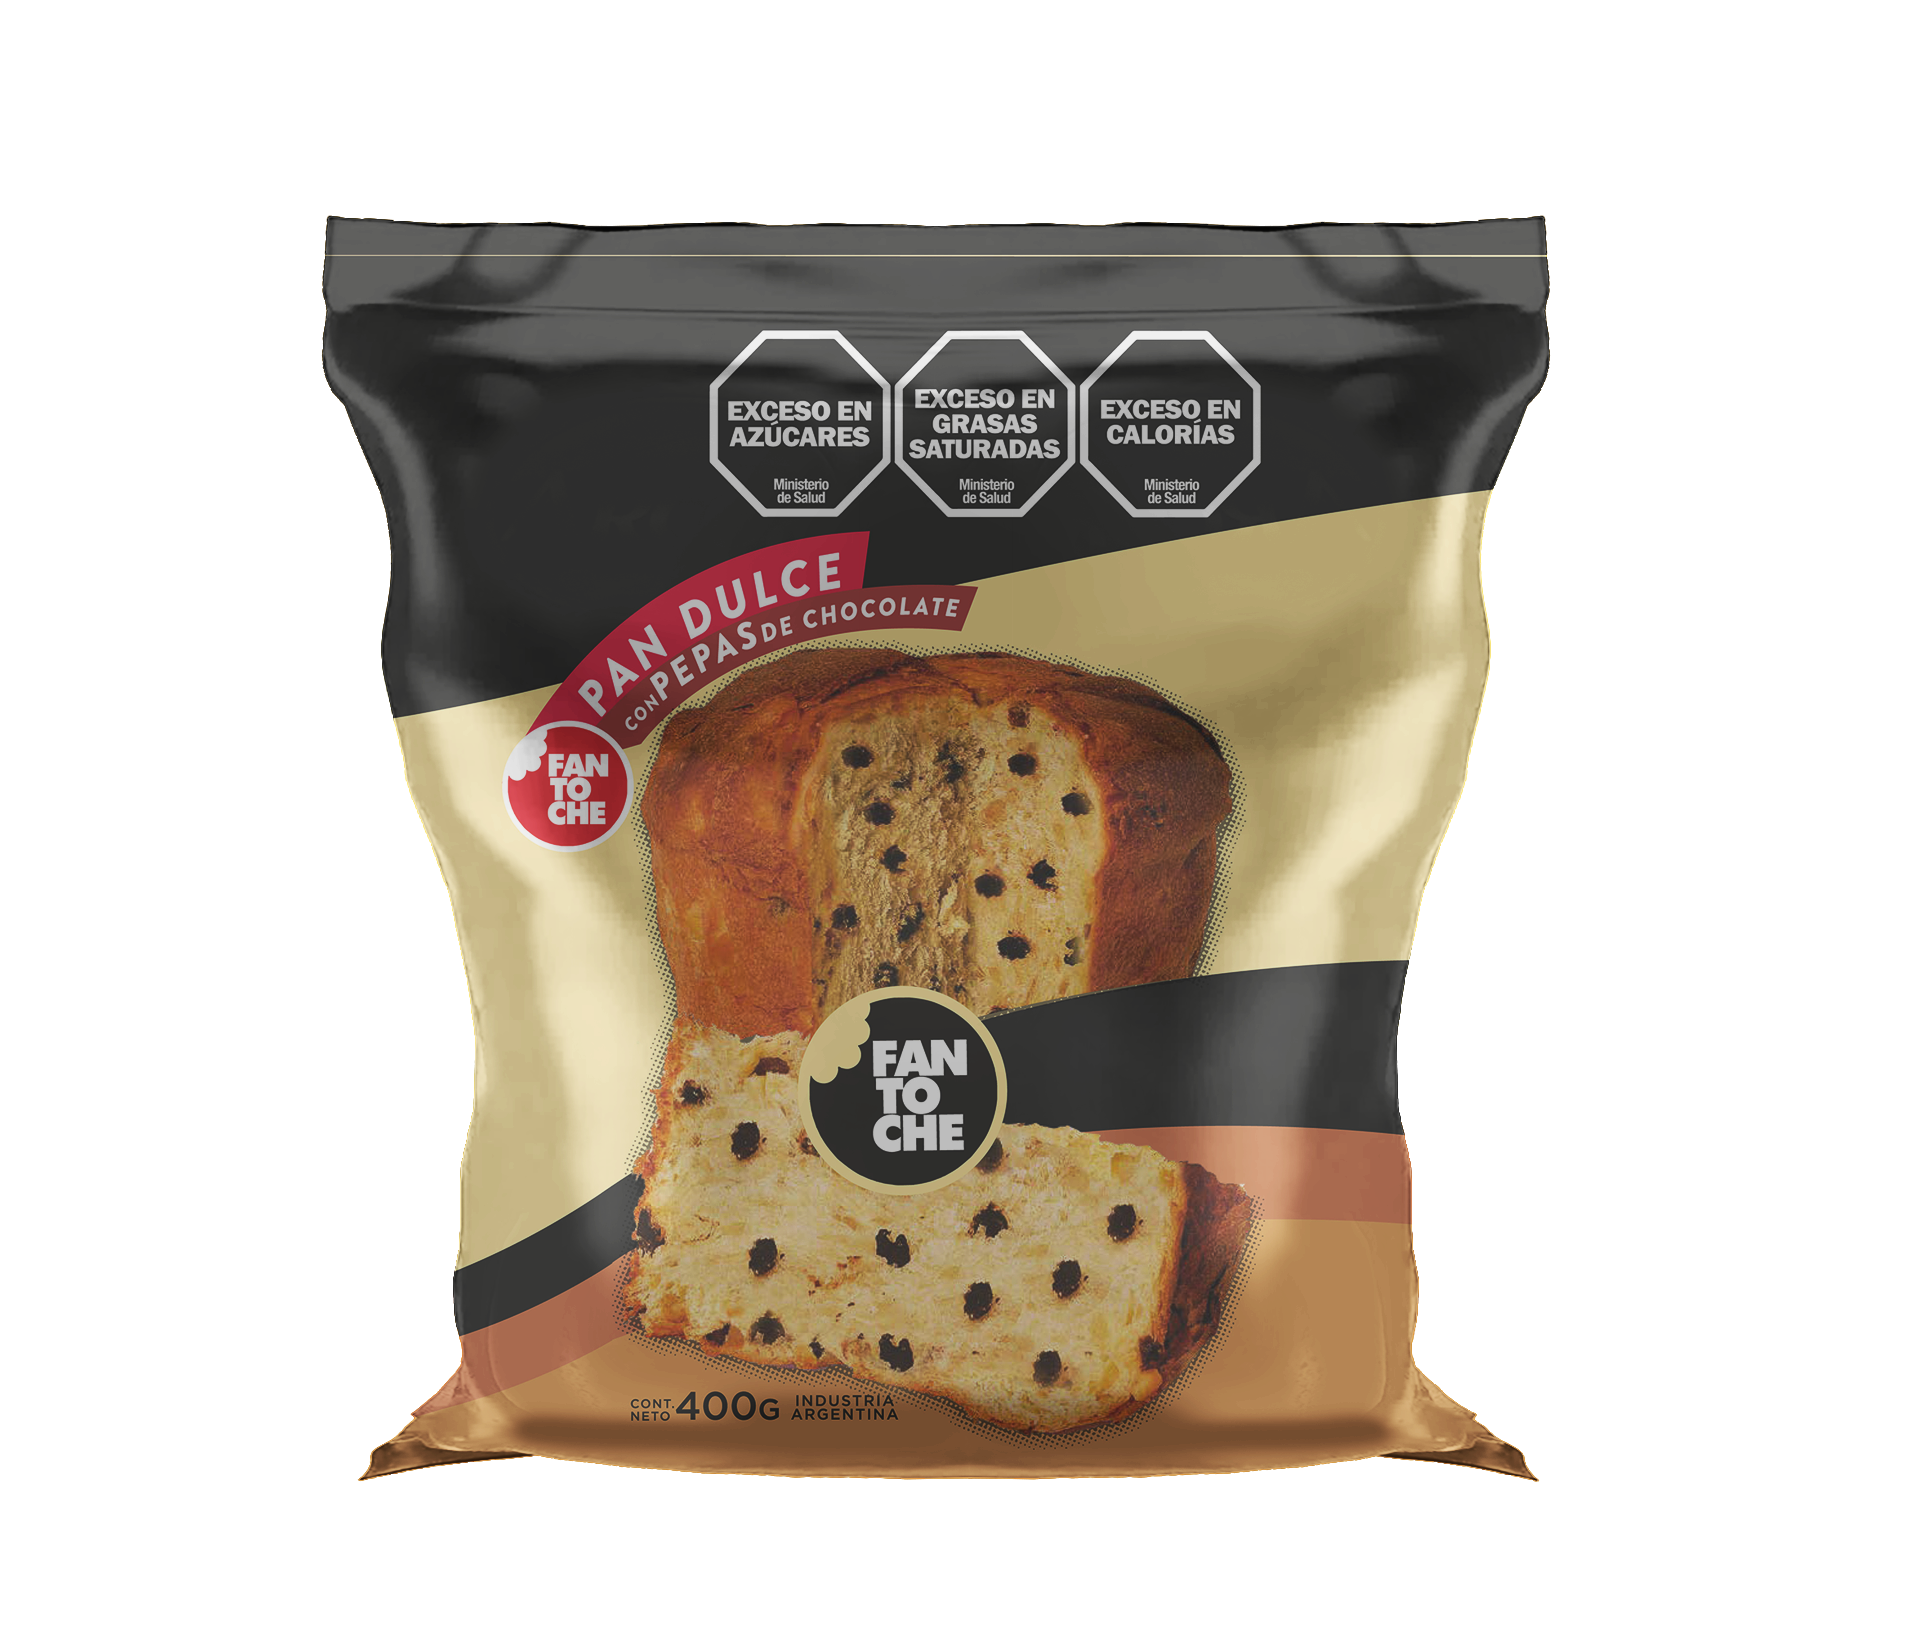 EXCESO EN
AZÚCARES
Ministerio
de Salud
EXCESO EN
GRASAS
SATURADAS
Ministerio
de Salud
EXCESO EN
CALORÍAS
Ministerio
de Salud
PAN DULCE
CON PEPAS DE CHOCOLATE
FAN
TO
CHE
FAN
TO
CHE
CONT.
NETO
400G
INDUSTRIA
ARGENTINA